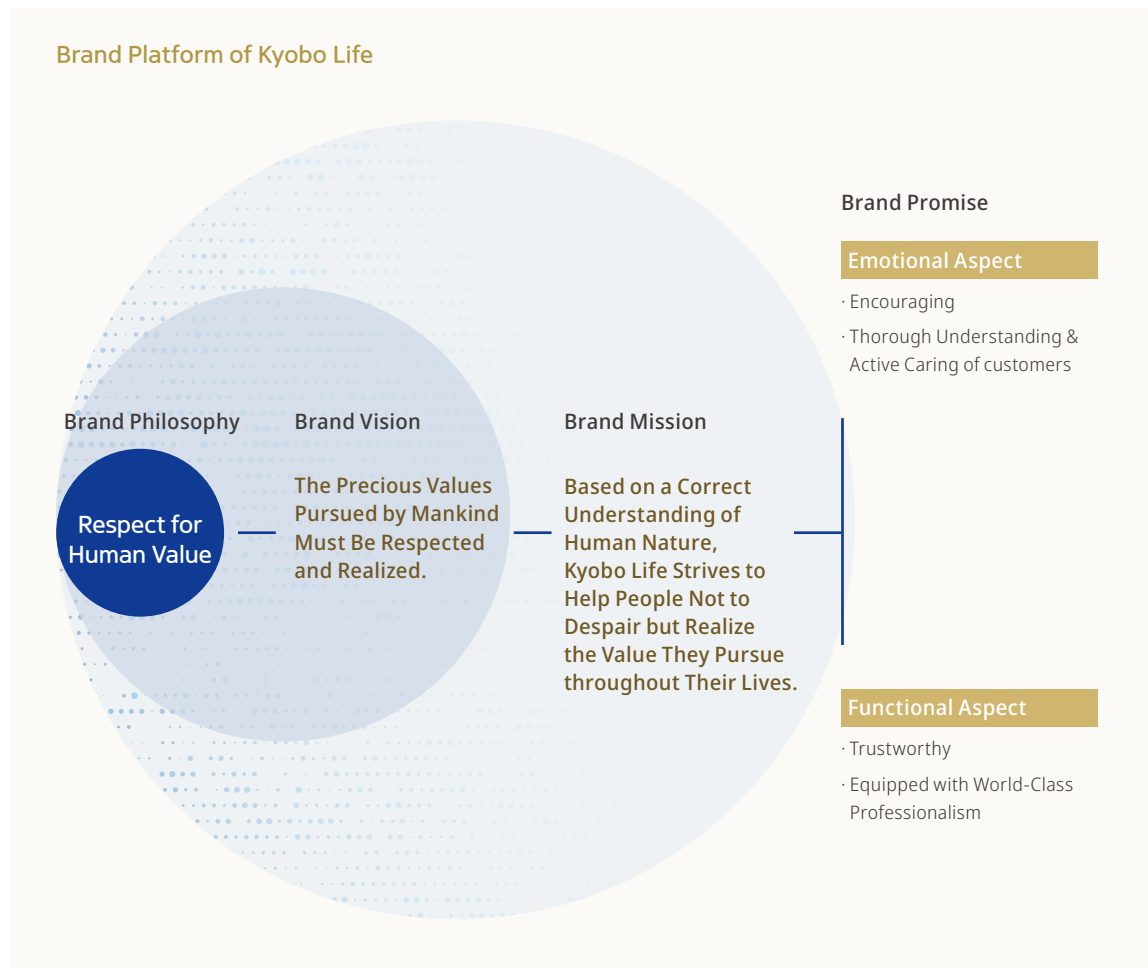 Brand Platform of Kyobo Life
Brand Philosophy
Respect for
Human Value
Brand Vision
The Precious Values
Pursued by Mankind
Must Be Respected
and Realized.
Brand Mission
Based on a Correct
Understanding of
Human Nature,
Kyobo Life Strives to
Help People Not to
Despair but Realize
the Value They Pursue
throughout Their Lives.
Brand Promise
Emotional Aspect
· Encouraging
· Thorough Understanding &
Active Caring of customers
Functional Aspect
· Trustworthy
· Equipped with World-Class
Professionalism